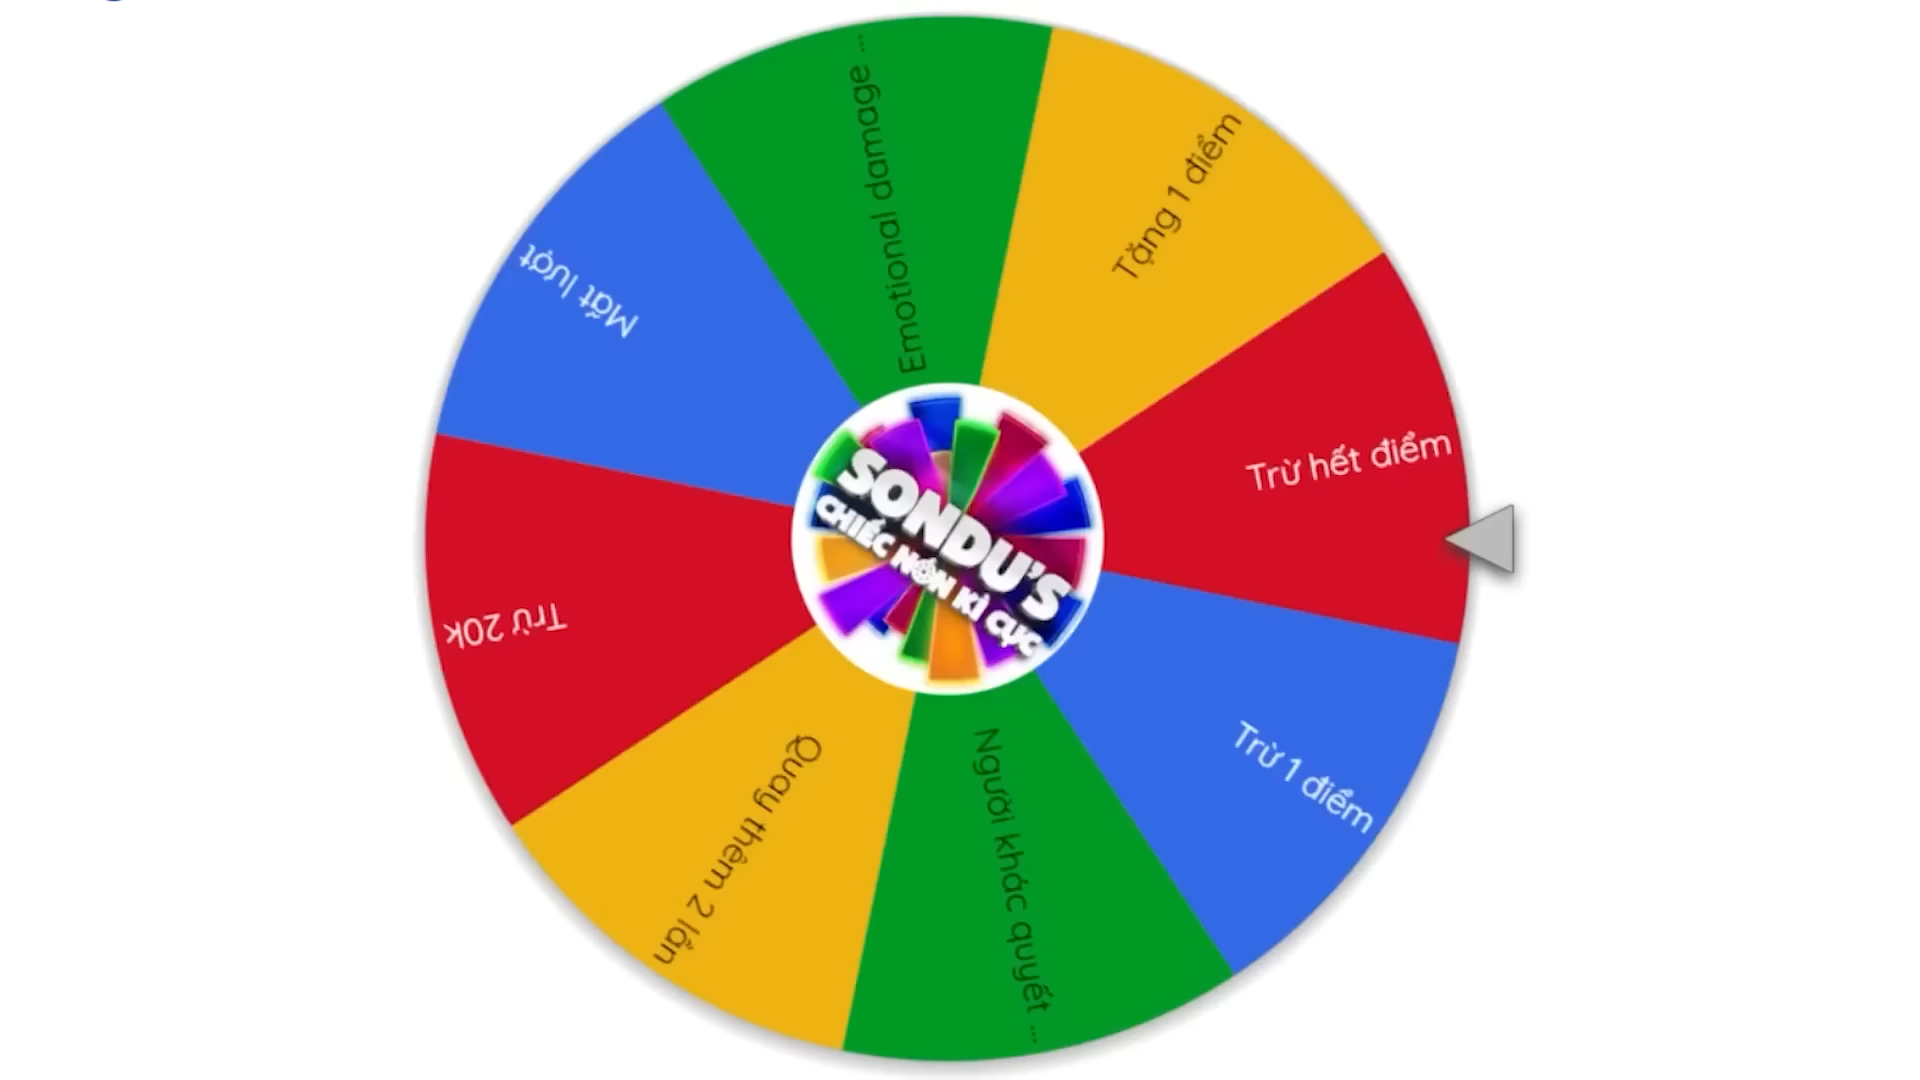 Emotional damage ...
Tặng 1 điểm
Trừ hết điểm
Trừ 1 điểm
Người khác quyết ...
Quay thêm 2 lần
Trừ 20k
Mất lượt
SONDU'S
CHIẾC NÓN KÌ CỰC